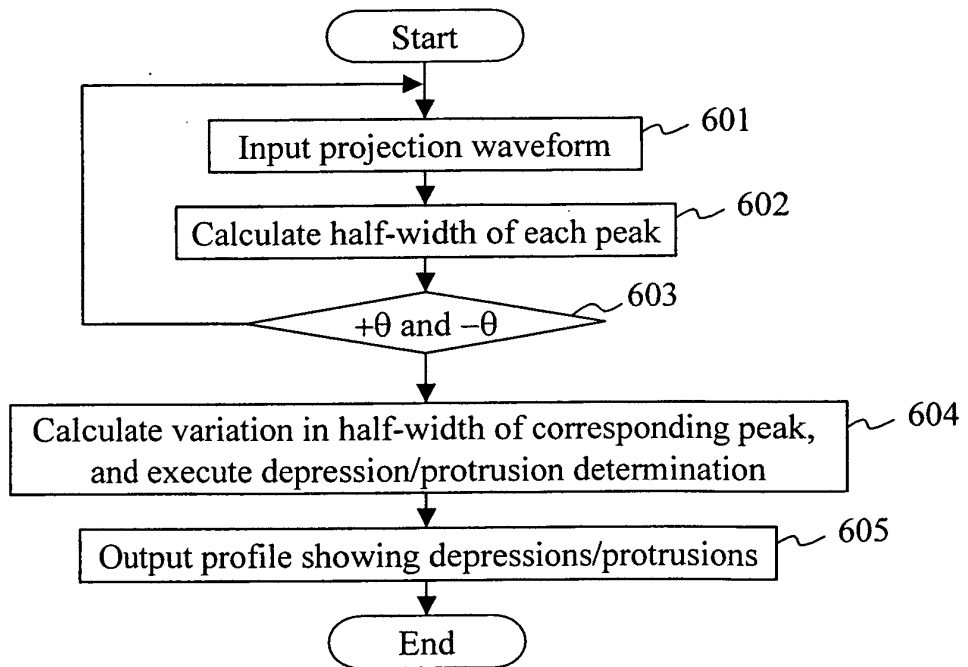 Start
Input projection waveform
601
Calculate half-width of each peak
602
+θ and −θ
603
Calculate variation in half-width of corresponding peak,
and execute depression/protrusion determination
604
Output profile showing depressions/protrusions
605
End